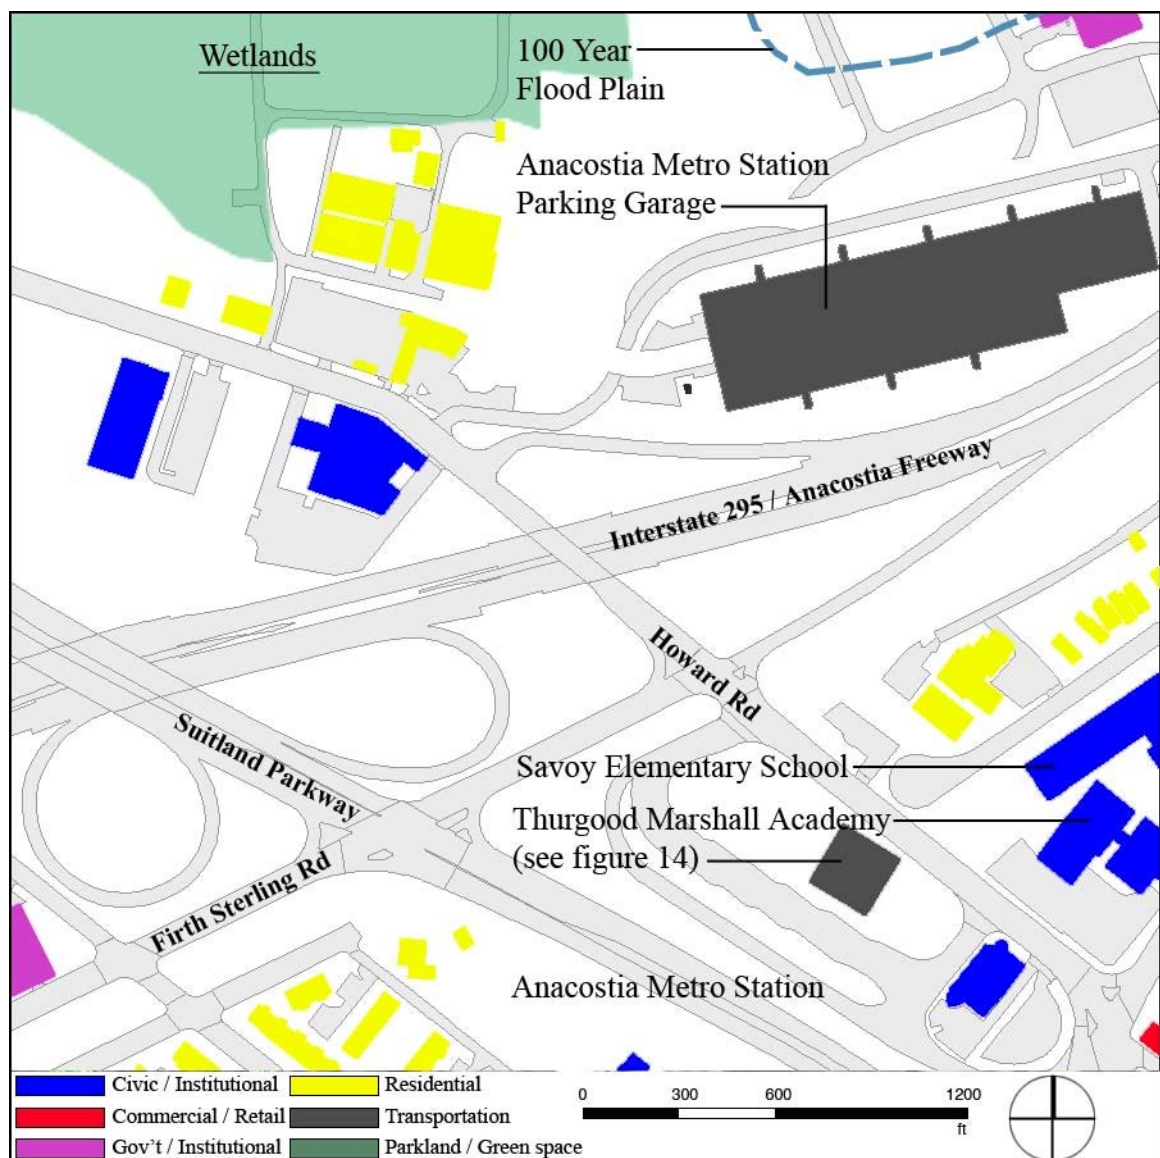 Wetlands
100 Year
Flood Plain
Anacostia Metro Station
Parking Garage
Interstate 295 / Anacostia Freeway
Howard Rd
Suitland Parkway
Savoy Elementary School
Thurgood Marshall Academy
(see figure 14)
Firth Sterling Rd
Anacostia Metro Station
Civic / Institutional
Residential
Commercial / Retail
Transportation
Gov't / Institutional
Parkland / Green space
0 300 600 1200
ft